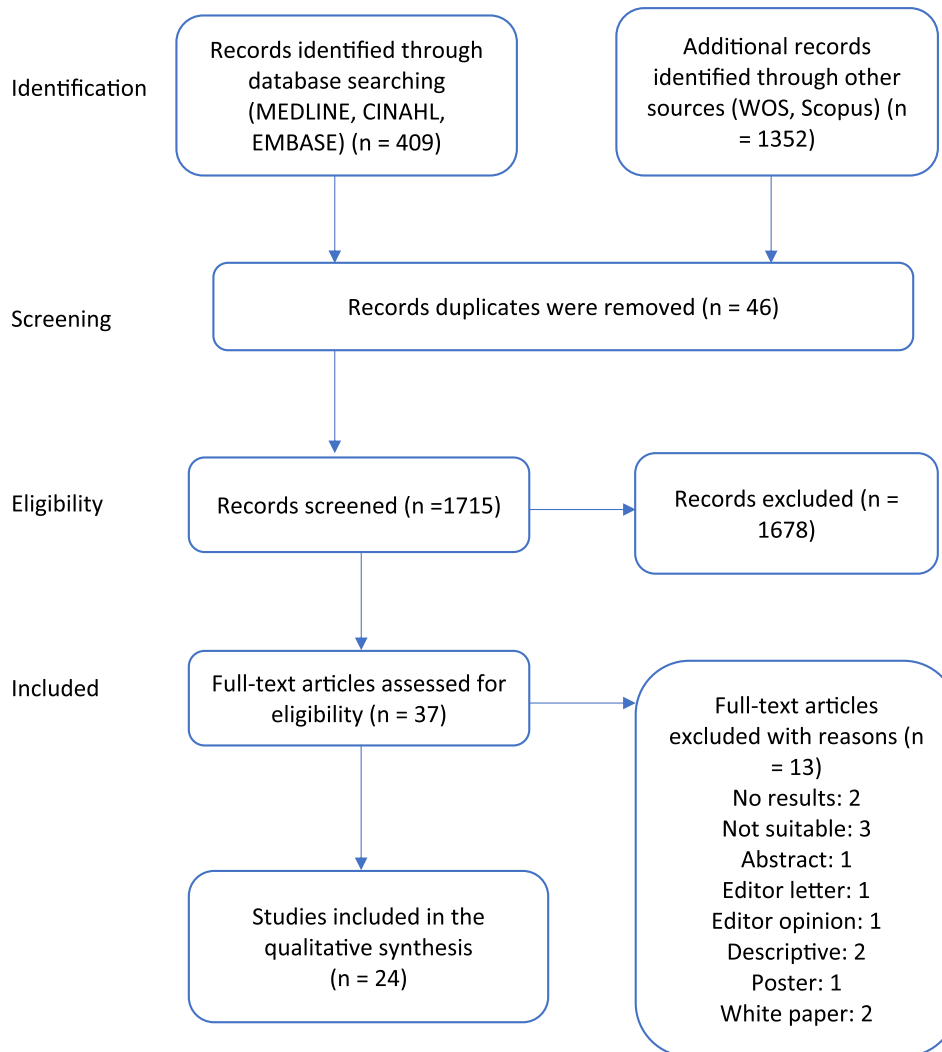 Identification
Records identified through
database searching
(MEDLINE, CINAHL,
EMBASE) (n = 409)
Additional records
identified through other
sources (WOS, Scopus) (n
= 1352)
Screening
Records duplicates were removed (n = 46)
Eligibility
Records screened (n =1715)
Records excluded (n =
1678)
Included
Full-text articles assessed for
eligibility (n = 37)
Full-text articles
excluded with reasons (n
= 13)
No results: 2
Not suitable: 3
Abstract: 1
Editor letter: 1
Editor opinion: 1
Descriptive: 2
Poster: 1
White paper: 2
Studies included in the
qualitative synthesis
(n = 24)